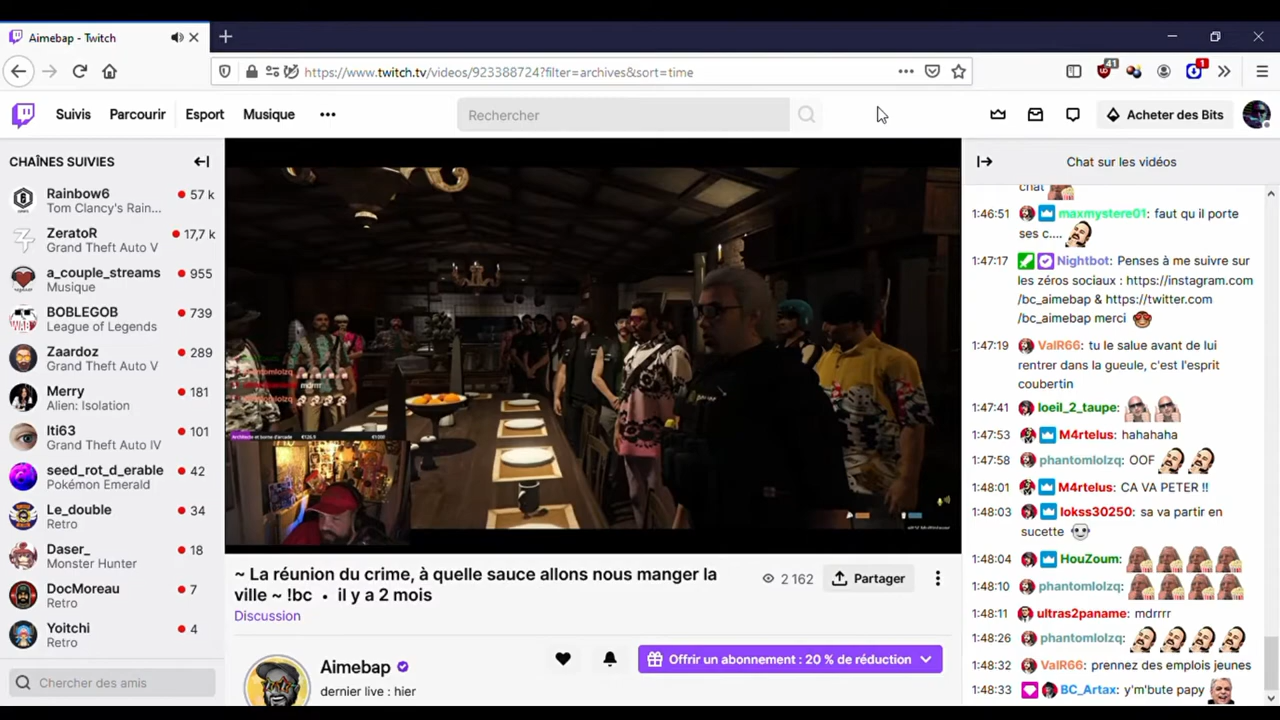 Aimebap - Twitch
https://www.twitch.tv/videos/923388724?filter=archives&sort=time
41
1
Suivis
Parcourir
Esport
Musique
Rechercher
Acheter des Bits
CHAÎNES SUIVIES
Rainbow6
57 k
Tom Clancy's Rain...
ZeratoR
17,7 k
Grand Theft Auto V
a_couple_streams
955
Musique
BOBLEGOB
739
League of Legends
Zaardoz
289
Grand Theft Auto V
Merry
181
Alien: Isolation
Iti63
101
Grand Theft Auto IV
seed_rot_d_erable
42
Pokémon Emerald
Le_double
34
Retro
Daser_
18
Monster Hunter
DocMoreau
7
Retro
Yoitchi
4
Retro
Chercher des amis
phantomlolzq
mdrrr
phantomlolzq
~ La réunion du crime, à quelle sauce allons nous manger la
ville ~ !bc • il y a 2 mois
Discussion
2 162
Partager
Aimebap
dernier live : hier
Offrir un abonnement : 20 % de réduction
Chat sur les vidéos
chat
1:46:51 maxmystere01: faut qu il porte
ses c....
1:47:17 Nightbot: Penses à me suivre sur
les zéros sociaux : https://instagram.com
/bc_aimebap & https://twitter.com
/bc_aimebap merci
1:47:19 ValR66: tu le salue avant de lui
rentrer dans la gueule, c'est l'esprit
coubertin
1:47:41 loeil_2_taupe:
1:47:53 M4rtelus: hahahaha
1:47:58 phantomlolzq: OOF
1:48:01 M4rtelus: CA VA PETER !!
1:48:03 lokss30250: sa va partir en
sucette
1:48:04 HouZoum:
1:48:10 phantomlolzq:
1:48:11 ultras2paname: mdrrrr
1:48:26 phantomlolzq:
1:48:32 ValR66: prennez des emplois jeunes
1:48:33 BC_Artax: y'm'bute papy